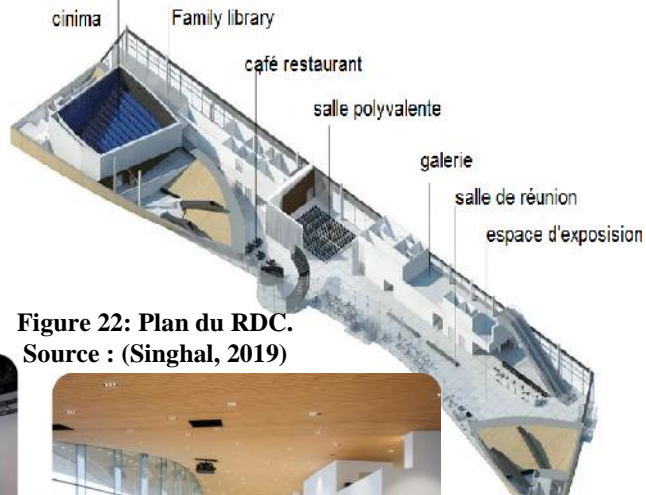 cinima
Family library
café restaurant
salle polyvalente
galerie
salle de réunion
espace d'exposision
Figure 22: Plan du RDC.
Source : (Singhal, 2019)